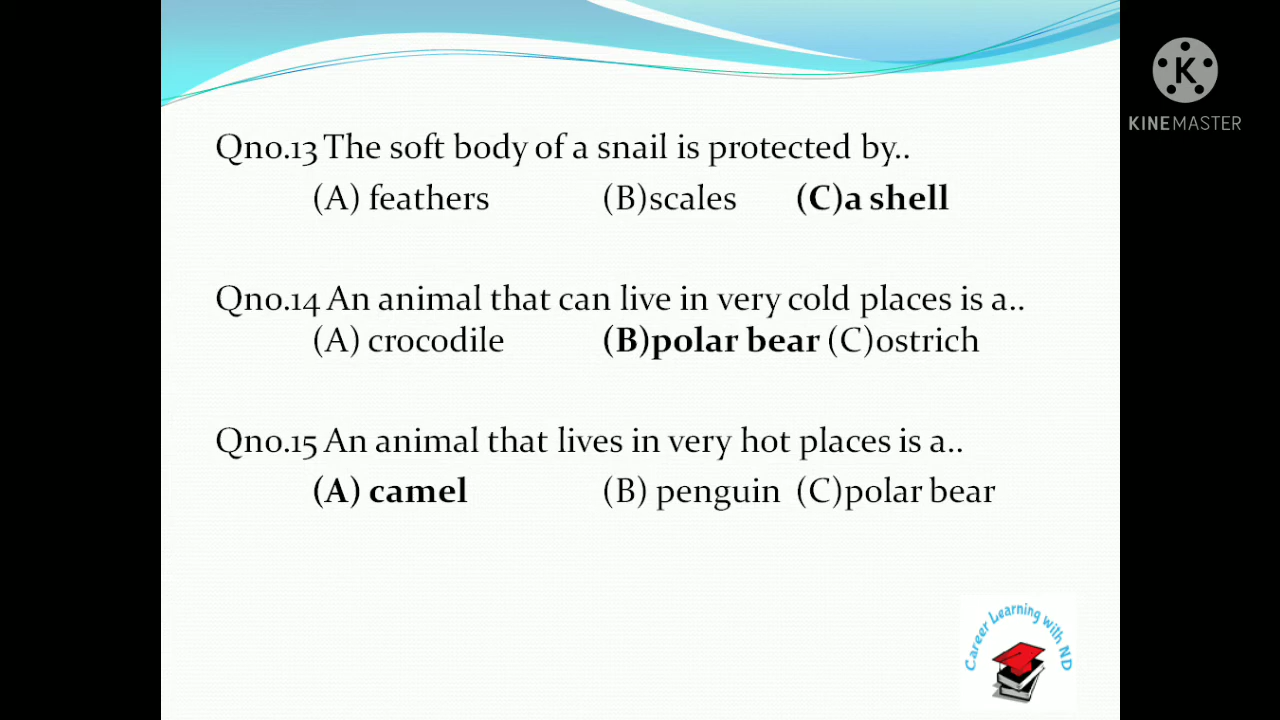 K
KINEMASTER
Qno.13 The soft body of a snail is protected by..
(A) feathers (B)scales (C)a shell
Qno.14 An animal that can live in very cold places is a..
(A) crocodile (B)polar bear (C)ostrich
Qno.15 An animal that lives in very hot places is a..
(A) camel (B) penguin (C)polar bear
Career Learning with ND